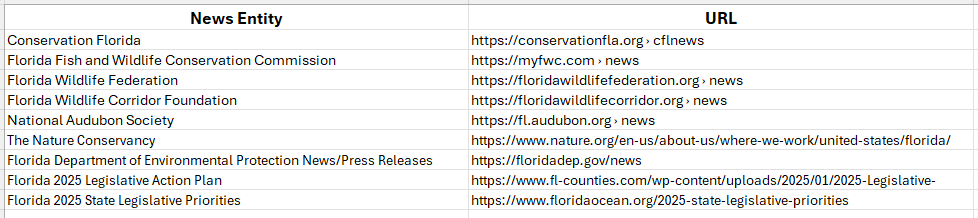 News Entity URL
Conservation Florida https://conservationfla.org › cflnews
Florida Fish and Wildlife Conservation Commission https://myfwc.com › news
Florida Wildlife Federation https://floridawildlifefederation.org › news
Florida Wildlife Corridor Foundation https://floridawildlifecorridor.org › news
National Audubon Society https://fl.audubon.org › news
The Nature Conservancy https://www.nature.org/en-us/about-us/where-we-work/united-states/florida/
Florida Department of Environmental Protection News/Press Releases https://floridadep.gov/news
Florida 2025 Legislative Action Plan https://www.fl-counties.com/wp-content/uploads/2025/01/2025-Legislative-
Florida 2025 State Legislative Priorities https://www.floridaocean.org/2025-state-legislative-priorities